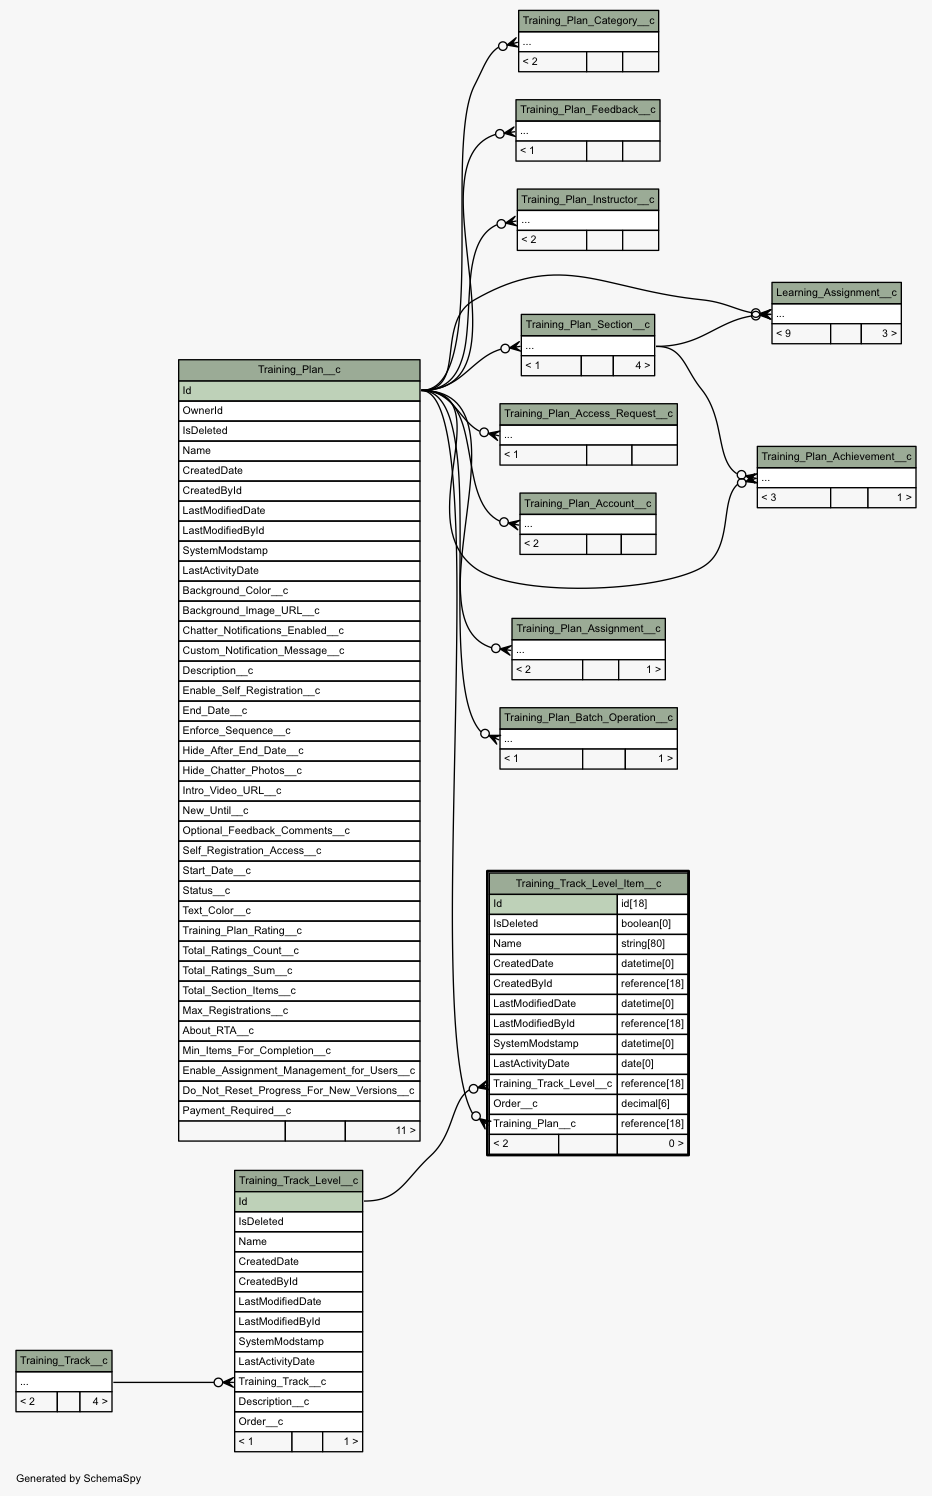 Training_Plan_Category__c
...
< 2
Training_Plan_Feedback__c
...
< 1
Training_Plan_Instructor__c
...
< 2
Learning_Assignment__c
...
< 9 3 >
Training_Plan_Section__c
...
< 1 4 >
Training_Plan__c
Id
OwnerId
IsDeleted
Name
CreatedDate
CreatedById
LastModifiedDate
LastModifiedById
SystemModstamp
LastActivityDate
Background_Color__c
Background_Image_URL__c
Chatter_Notifications_Enabled__c
Custom_Notification_Message__c
Description__c
Enable_Self_Registration__c
End_Date__c
Enforce_Sequence__c
Hide_After_End_Date__c
Hide_Chatter_Photos__c
Intro_Video_URL__c
New_Until__c
Optional_Feedback_Comments__c
Self_Registration_Access__c
Start_Date__c
Status__c
Text_Color__c
Training_Plan_Rating__c
Total_Ratings_Count__c
Total_Ratings_Sum__c
Total_Section_Items__c
Max_Registrations__c
About_RTA__c
Min_Items_For_Completion__c
Enable_Assignment_Management_for_Users__c
Do_Not_Reset_Progress_For_New_Versions__c
Payment_Required__c
11 >
Training_Plan_Access_Request__c
...
< 1
Training_Plan_Achievement__c
...
< 3 1 >
Training_Plan_Account__c
...
< 2
Training_Plan_Assignment__c
...
< 2 1 >
Training_Plan_Batch_Operation__c
...
< 1 1 >
Training_Track_Level_Item__c
Id id[18]
IsDeleted boolean[0]
Name string[80]
CreatedDate datetime[0]
CreatedById reference[18]
LastModifiedDate datetime[0]
LastModifiedById reference[18]
SystemModstamp datetime[0]
LastActivityDate date[0]
Training_Track_Level__c reference[18]
Order__c decimal[6]
Training_Plan__c reference[18]
< 2 0 >
Training_Track_Level__c
Id
IsDeleted
Name
CreatedDate
CreatedById
LastModifiedDate
LastModifiedById
SystemModstamp
LastActivityDate
Training_Track__c
Description__c
Order__c
< 1 1 >
Training_Track__c
...
< 2 4 >
Generated by SchemaSpy